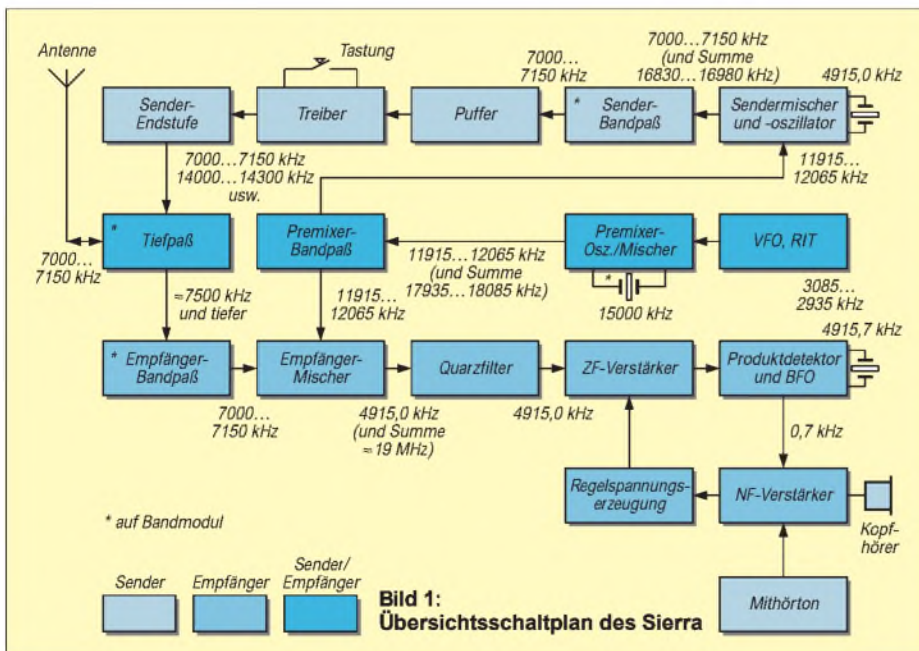 Antenne
Tastung
7000…
7150 kHz
7000…7150 kHz
(und Summe
16830…16980 kHz)
4915,0 kHz
Sender-
Endstufe
Treiber
Puffer
* Sender-
Bandpaß
Sendermischer
und -oszillator
7000…7150 kHz
14000…14300 kHz
usw.
11915…
12065 kHz
* Tiefpaß
Premixer-
Bandpaß
Premixer-
Osz./Mischer
VFO, RIT
7000…
7150 kHz
11915…12065 kHz
(und Summe
17935…18085 kHz)
*
15000 kHz
3085…
2935 kHz
≈7500 kHz
und tiefer
11915…
12065 kHz
4915,7 kHz
* Empfänger-
Bandpaß
Empfänger-
Mischer
Quarzfilter
ZF-Verstärker
Produktdetektor
und BFO
7000…
7150 kHz
4915,0 kHz
(und Summe
≈ 19 MHz)
4915,0 kHz
0,7 kHz
Regelspannungs-
erzeugung
NF-Verstärker
Kopf-
hörer
* auf Bandmodul
Sender
Empfänger
Sender/
Empfänger
Bild 1:
Übersichtsschaltplan des Sierra
Mithörton